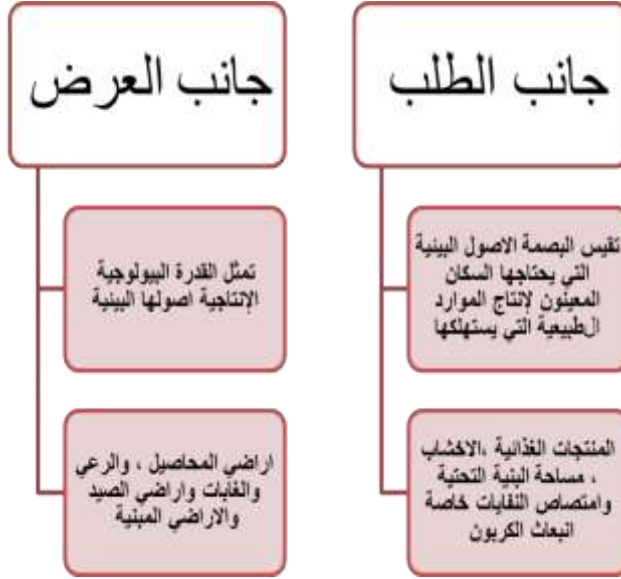 جانب الطلب
تقيس البصمة الاصول البيئية
التي يحتاجها السكان
المعينون لإنتاج الموارد
الطبيعية التي يستهلكها
المنتجات الغذائية ،الاخشاب
، مساحة البنية التحتية
وامتصاص النفايات خاصة
انبعاث الكربون
جانب العرض
تمثل القدرة البيولوجية
الإنتاجية اصولها البيئية
اراضي المحاصيل ، والرعي
والغابات واراضي الصيد
والاراضي المبنية